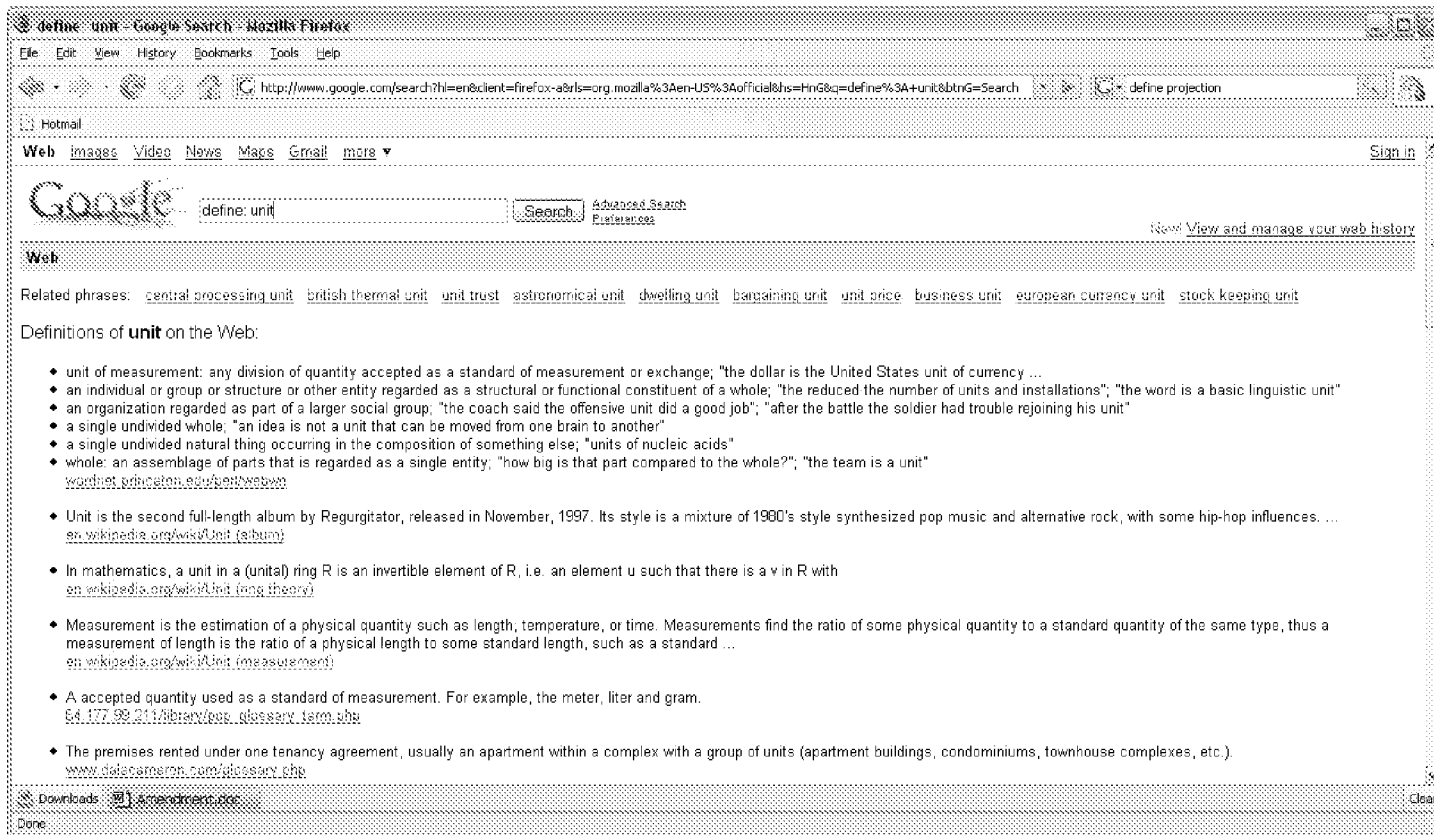 define: unit - Google Search - Mozilla Firefox
File Edit View History Bookmarks Tools Help
http://www.google.com/search?hl=en&client=firefox-a&rls=org.mozilla%3Aen-US%3Aofficial&hs=HnG&q=define%3A+unit&btnG=Search define projection
Hotmail
Web Images Video News Maps Gmail more ▼ Sign in
Google define: unit Search Advanced Search
Preferences
New! View and manage your web history
Web
Related phrases: central processing unit british thermal unit unit trust astronomical unit dwelling unit bargaining unit unit price business unit european currency unit stock keeping unit
Definitions of unit on the Web:
◆ unit of measurement: any division of quantity accepted as a standard of measurement or exchange; "the dollar is the United States unit of currency ...
◆ an individual or group or structure or other entity regarded as a structural or functional constituent of a whole; "the reduced the number of units and installations"; "the word is a basic linguistic unit"
◆ an organization regarded as part of a larger social group; "the coach said the offensive unit did a good job"; "after the battle the soldier had trouble rejoining his unit"
◆ a single undivided whole; "an idea is not a unit that can be moved from one brain to another"
◆ a single undivided natural thing occurring in the composition of something else; "units of nucleic acids"
◆ whole: an assemblage of parts that is regarded as a single entity; "how big is that part compared to the whole?"; "the team is a unit"
wordnet.princeton.edu/perl/webwn
◆ Unit is the second full-length album by Regurgitator, released in November, 1997. Its style is a mixture of 1980's style synthesized pop music and alternative rock, with some hip-hop influences. ...
en.wikipedia.org/wiki/Unit (album)
◆ In mathematics, a unit in a (unital) ring R is an invertible element of R, i.e. an element u such that there is a v in R with
en.wikipedia.org/wiki/Unit (ring theory)
◆ Measurement is the estimation of a physical quantity such as length, temperature, or time. Measurements find the ratio of some physical quantity to a standard quantity of the same type, thus a
measurement of length is the ratio of a physical length to some standard length, such as a standard ...
en.wikipedia.org/wiki/Unit (measurement)
◆ A accepted quantity used as a standard of measurement. For example, the meter, liter and gram.
64.177.99.211/library/pop_glossary_term.php
◆ The premises rented under one tenancy agreement, usually an apartment within a complex with a group of units (apartment buildings, condominiums, townhouse complexes, etc.).
www.dalecameron.com/glossary.php
Downloads Amendment.doc Clea
Done